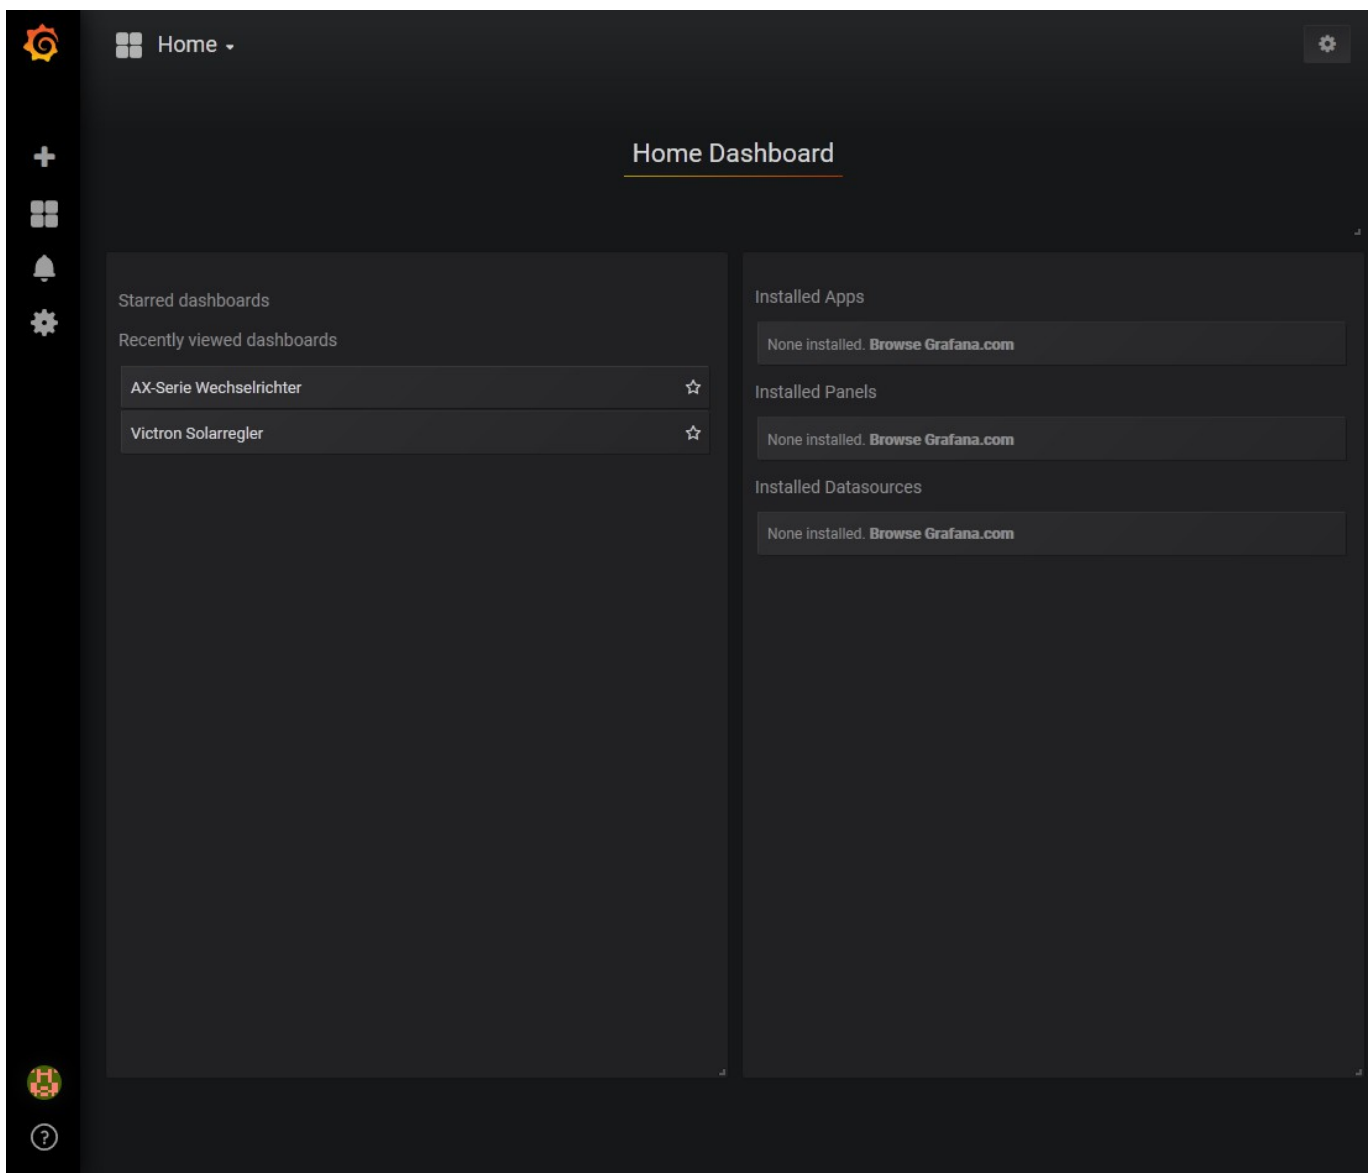 Home
Home Dashboard
Starred dashboards
Recently viewed dashboards
AX-Serie Wechselrichter
Victron Solarregler
Installed Apps
None installed. Browse Grafana.com
Installed Panels
None installed. Browse Grafana.com
Installed Datasources
None installed. Browse Grafana.com
?